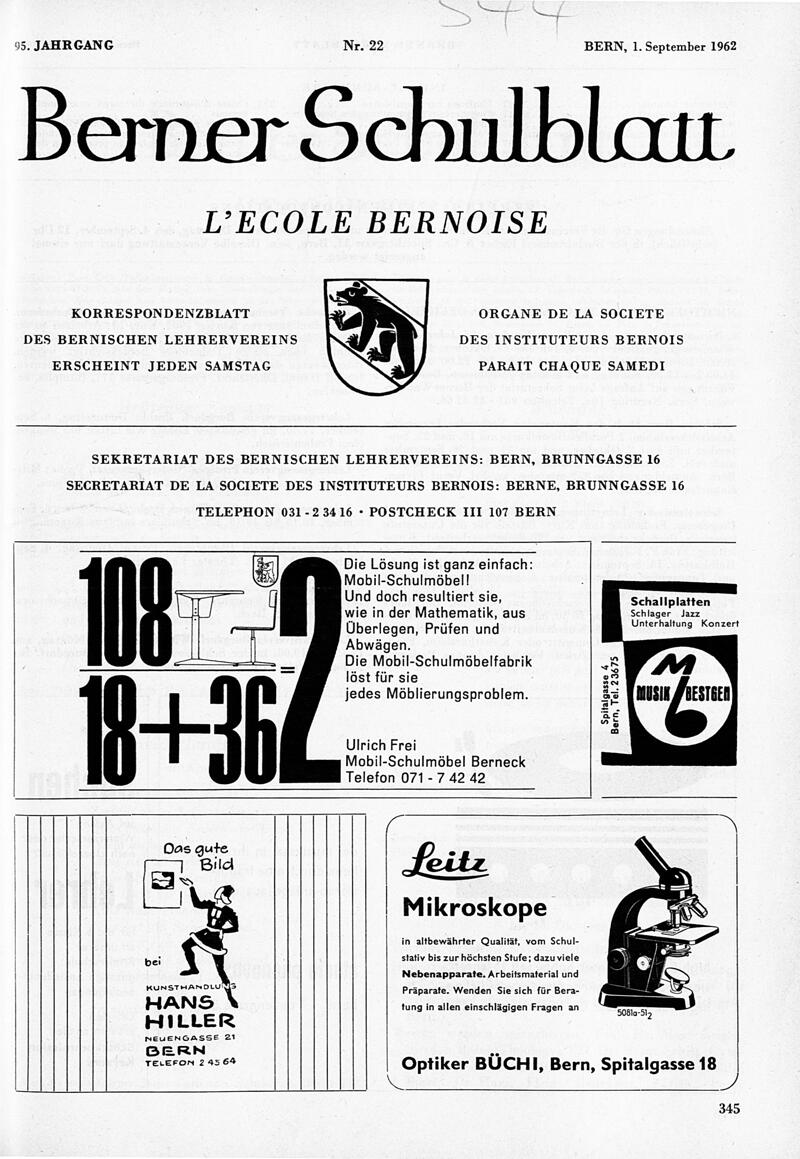 544
95. JAHRGANG
Nr. 22
BERN, 1. September 1962
Berner Schulblatt
L'ECOLE BERNOISE
KORRESPONDENZBLATT
DES BERNISCHEN LEHRERVEREINS
ERSCHEINT JEDEN SAMSTAG
ORGANE DE LA SOCIETE
DES INSTITUTEURS BERNOIS
PARAIT CHAQUE SAMEDI
SEKRETARIAT DES BERNISCHEN LEHRERVEREINS: BERN, BRUNNGASSE 16
SECRETARIAT DE LA SOCIETE DES INSTITUTEURS BERNOIS: BERNE, BRUNNGASSE 16
TELEPHON 031 - 2 34 16 • POSTCHECK III 107 BERN
108
18+36
=
2
Die Lösung ist ganz einfach:
Mobil-Schulmöbel!
Und doch resultiert sie,
wie in der Mathematik, aus
Überlegen, Prüfen und
Abwägen.
Die Mobil-Schulmöbelfabrik
löst für sie
jedes Möblierungsproblem.
Ulrich Frei
Mobil-Schulmöbel Berneck
Telefon 071 - 7 42 42
Schallplatten
Schlager Jazz
Unterhaltung Konzert
Spitalgasse 4
Bern, Tel. 23675
MUSIK BESTGEN
Das gute
Bild
bei
KUNSTHANDLUNG
HANS
HILLER
NEUENGASSE 21
BERN
TELEFON 2 45 64
Leitz
Mikroskope
in altbewährter Qualität, vom Schul-
stativ bis zur höchsten Stufe; dazu viele
Nebenapparate. Arbeitsmaterial und
Präparate. Wenden Sie sich für Bera-
tung in allen einschlägigen Fragen an
5081a-51₂
Optiker BÜCHI, Bern, Spitalgasse 18
345